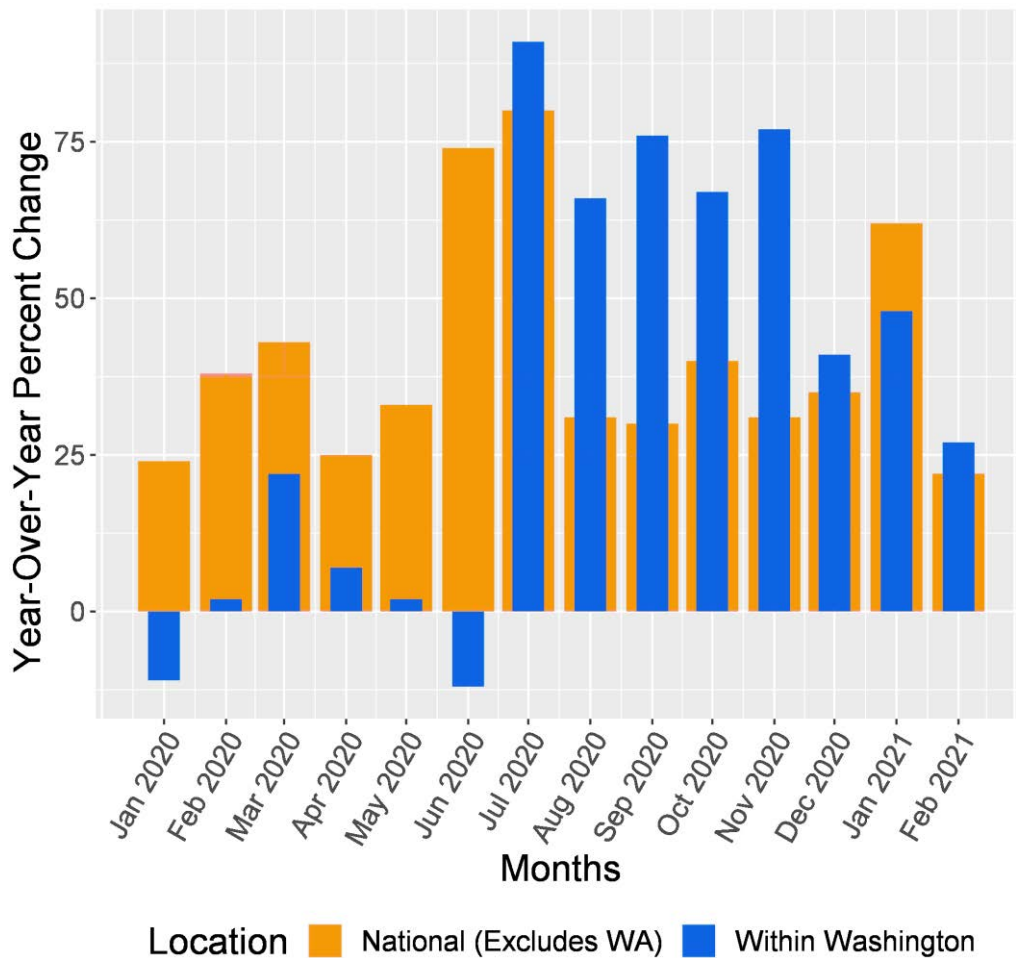 Year-Over-Year Percent Change
75
50
25
0
Jan 2020
Feb 2020
Mar 2020
Apr 2020
May 2020
Jun 2020
Jul 2020
Aug 2020
Sep 2020
Oct 2020
Nov 2020
Dec 2020
Jan 2021
Feb 2021
Months
Location National (Excludes WA) Within Washington